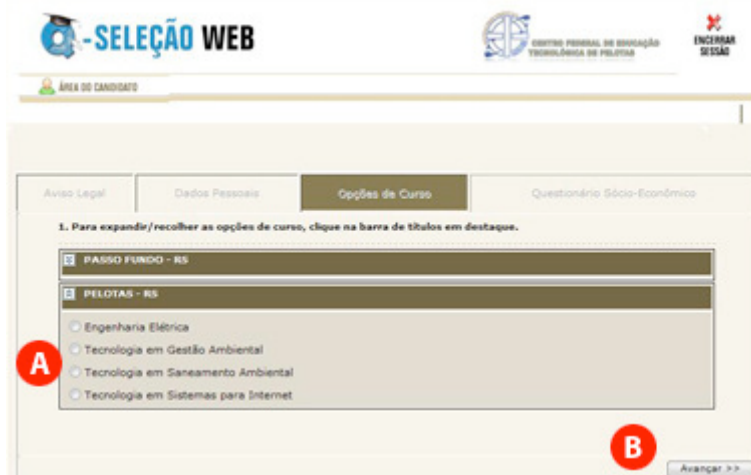 -SELEÇÃO WEB
CENTRO FEDERAL DE EDUCAÇÃO
TECNOLÓGICA DE PELOTAS
ENCERRAR
SESSÃO
ÁREA DO CANDIDATO
Aviso Legal
Dados Pessoais
Opções de Curso
Questionário Sócio-Econômico
1. Para expandir/recolher as opções de curso, clique na barra de títulos em destaque.
PASSO FUNDO - RS
PELOTAS - RS
Engenharia Elétrica
Tecnologia em Gestão Ambiental
A
Tecnologia em Saneamento Ambiental
Tecnologia em Sistemas para Internet
B
Avançar >>